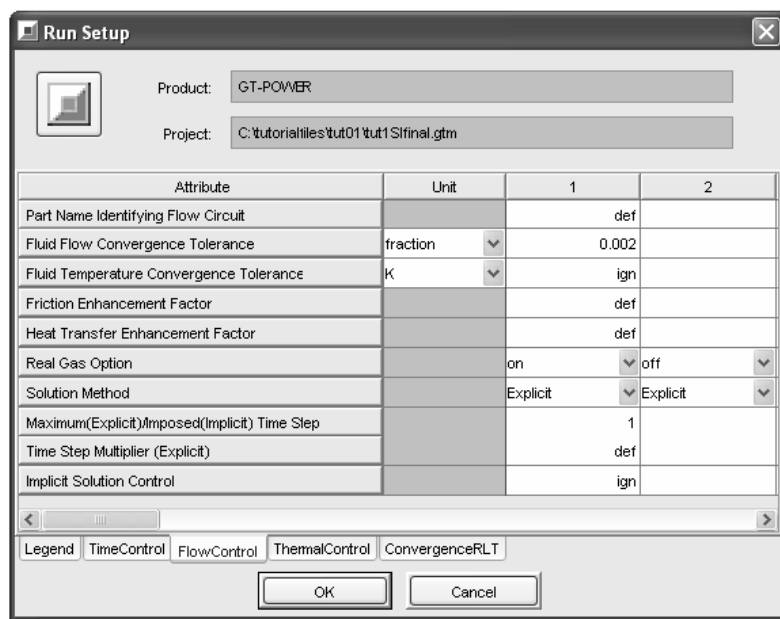 Run Setup
Product: GT-POWER
Project: C:\tutorialtiles\tut01\tut1SIfinal.gtm
Attribute Unit 1 2
Part Name Identifying Flow Circuit def
Fluid Flow Convergence Tolerance fraction 0.002
Fluid Temperature Convergence Tolerance K ign
Friction Enhancement Factor def
Heat Transfer Enhancement Factor def
Real Gas Option on off
Solution Method Explicit Explicit
Maximum(Explicit)/Imposed(Implicit) Time Step 1
Time Step Multiplier (Explicit) def
Implicit Solution Control ign
Legend TimeControl FlowControl ThermalControl ConvergenceRLT
OK Cancel